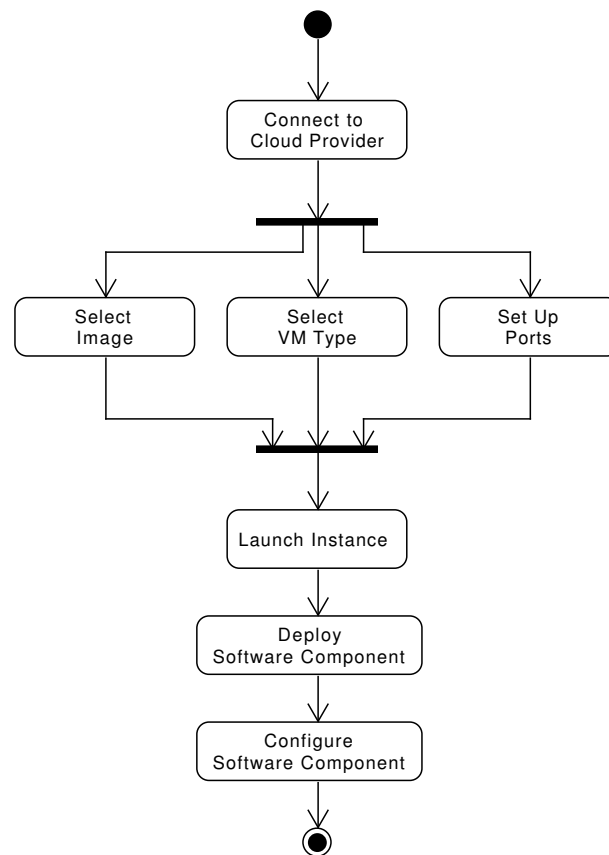 Connect to
Cloud Provider
Select
Image
Select
VM Type
Set Up
Ports
Launch Instance
Deploy
Software Component
Configure
Software Component